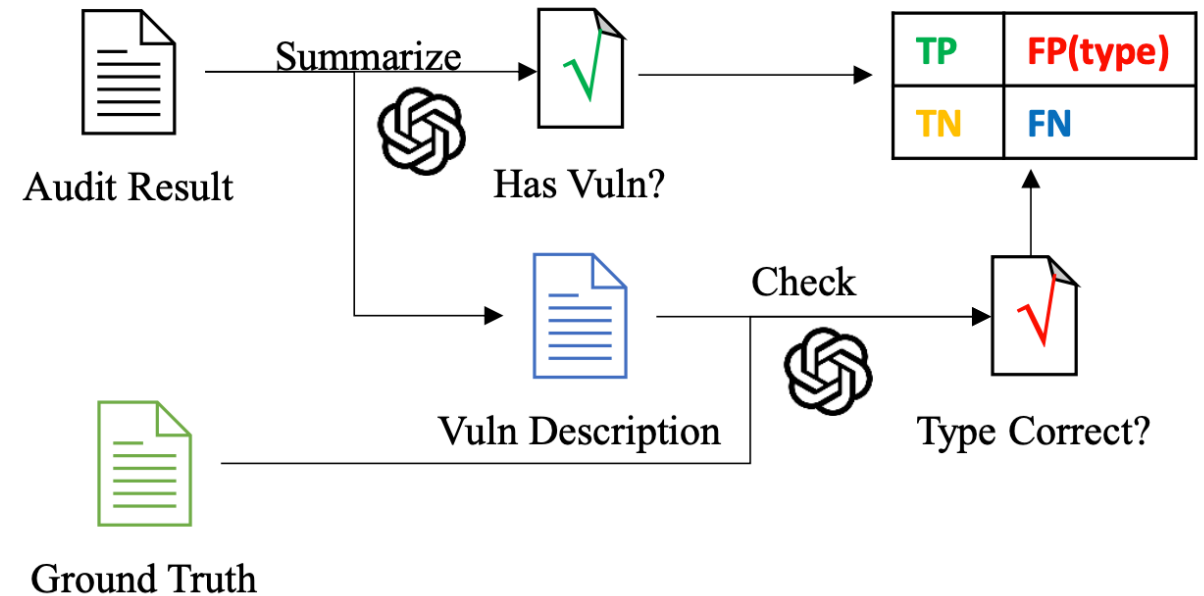 Summarize
TP FP(type)
TN FN
Audit Result
Has Vuln?
Check
Vuln Description
Type Correct?
Ground Truth